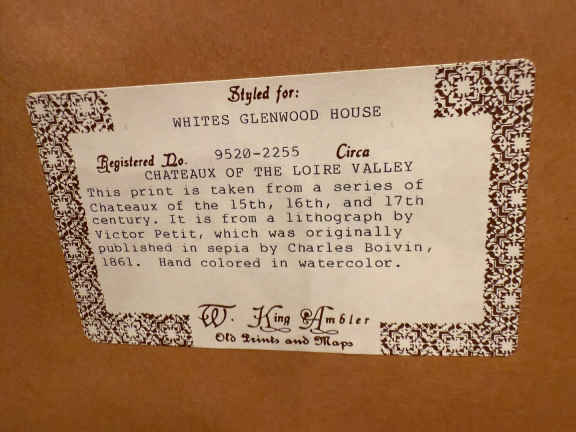 Styled for:
WHITES GLENWOOD HOUSE
Registered No. 9520-2255 Circa
CHATEAUX OF THE LOIRE VALLEY
This print is taken from a series of
Chateaux of the 15th, 16th, and 17th
century. It is from a lithograph by
Victor Petit, which was originally
published in sepia by Charles Boivin,
1861. Hand colored in watercolor.
W. King Ambler
Old Prints and Maps